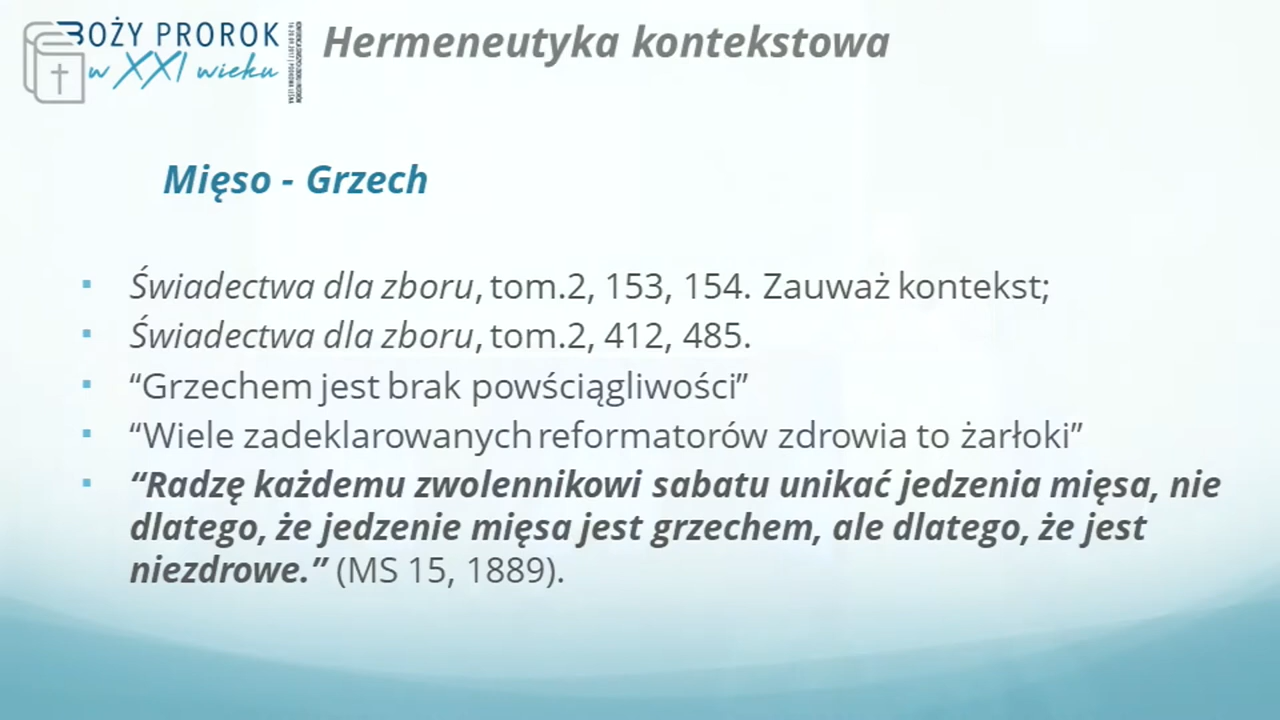 BOŻY PROROK
w XXI wieku
Hermeneutyka kontekstowa
Mięso - Grzech
▪ Świadectwa dla zboru, tom.2, 153, 154. Zauważ kontekst;
▪ Świadectwa dla zboru, tom.2, 412, 485.
▪ “Grzechem jest brak powściągliwości”
▪ “Wiele zadeklarowanych reformatorów zdrowia to żarłoki”
▪ “Radzę każdemu zwolennikowi sabatu unikać jedzenia mięsa, nie
dlatego, że jedzenie mięsa jest grzechem, ale dlatego, że jest
niezdrowe.” (MS 15, 1889).